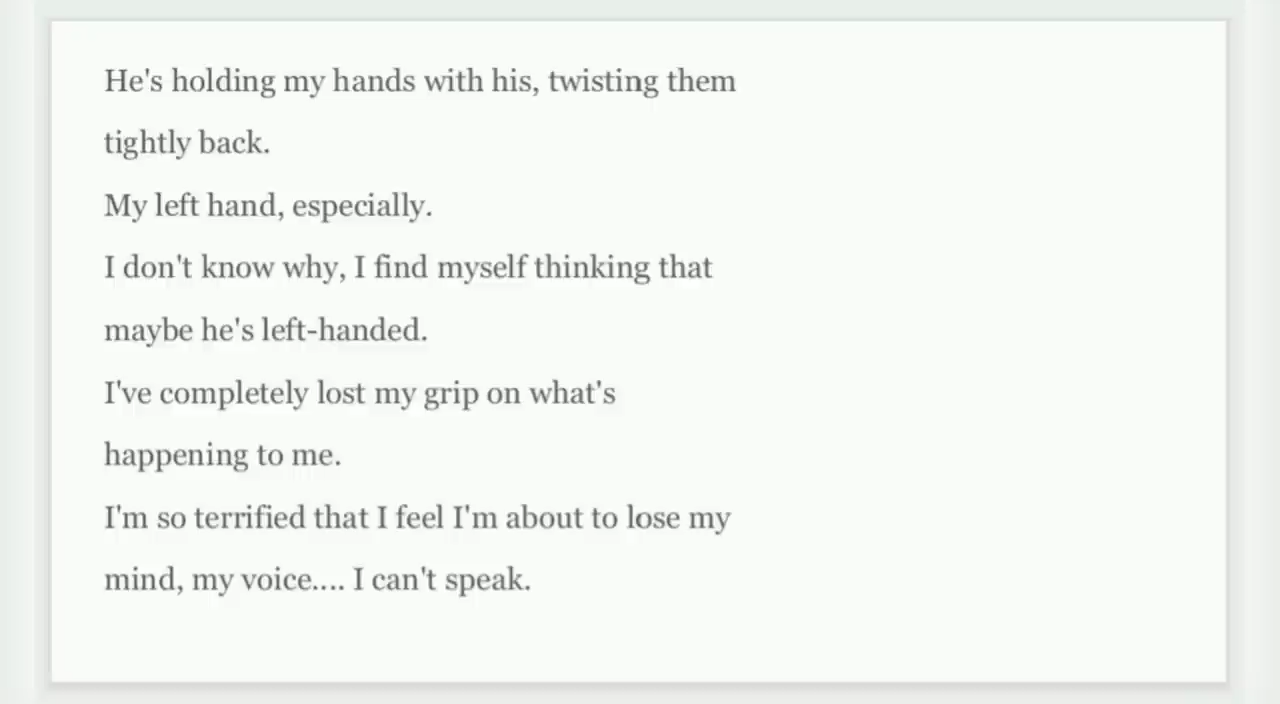 He's holding my hands with his, twisting them
tightly back.
My left hand, especially.
I don't know why, I find myself thinking that
maybe he's left-handed.
I've completely lost my grip on what's
happening to me.
I'm so terrified that I feel I'm about to lose my
mind, my voice.... I can't speak.